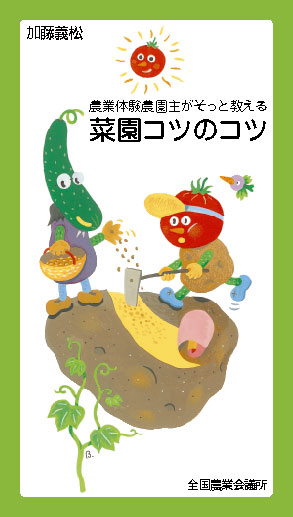 加藤義松
農業体験農園主がそっと教える
菜園コツのコツ
B.
全国農業会議所